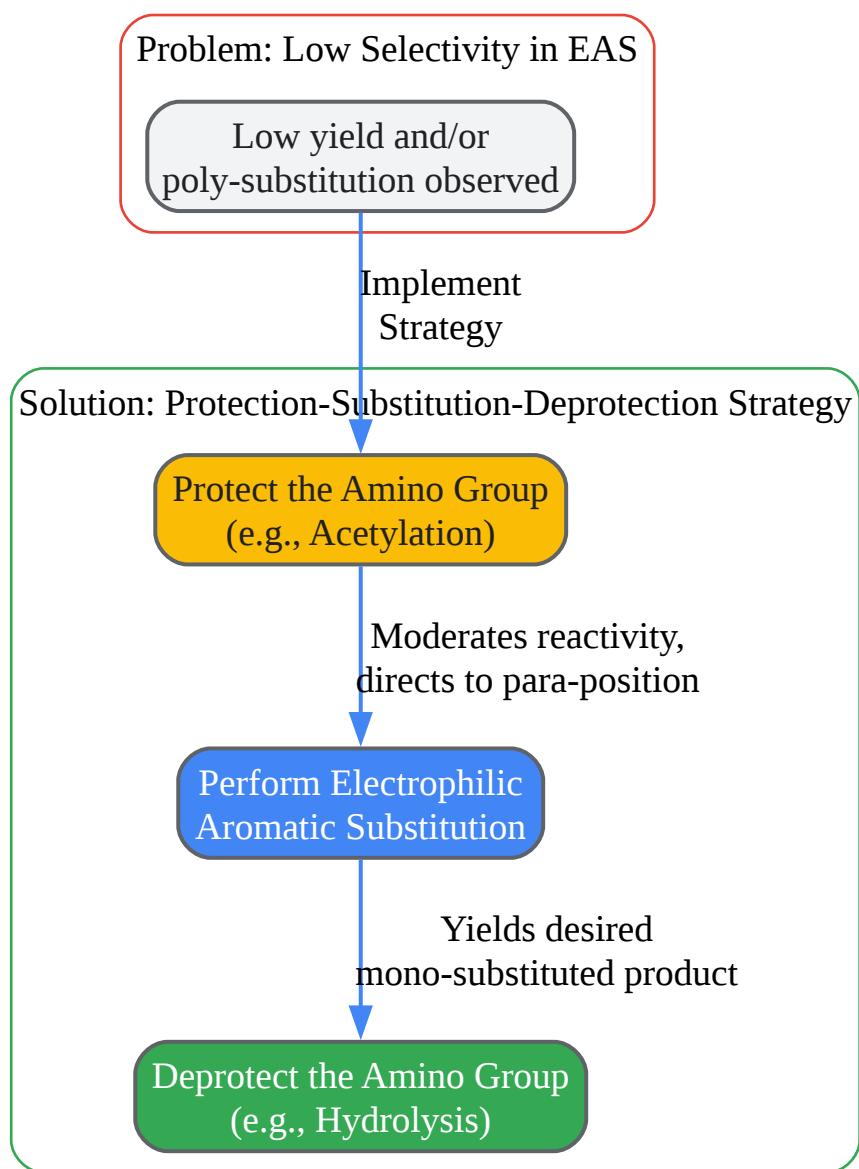 Problem: Low Selectivity in EAS
Low yield and/or
poly-substitution observed
Implement
Strategy
Solution: Protection-Substitution-Deprotection Strategy
Protect the Amino Group
(e.g., Acetylation)
Moderates reactivity,
directs to para-position
Perform Electrophilic
Aromatic Substitution
Yields desired
mono-substituted product
Deprotect the Amino Group
(e.g., Hydrolysis)